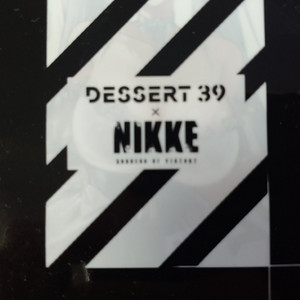 DESSERT 39
×
NIKKE
GODDESS OF VICTORY